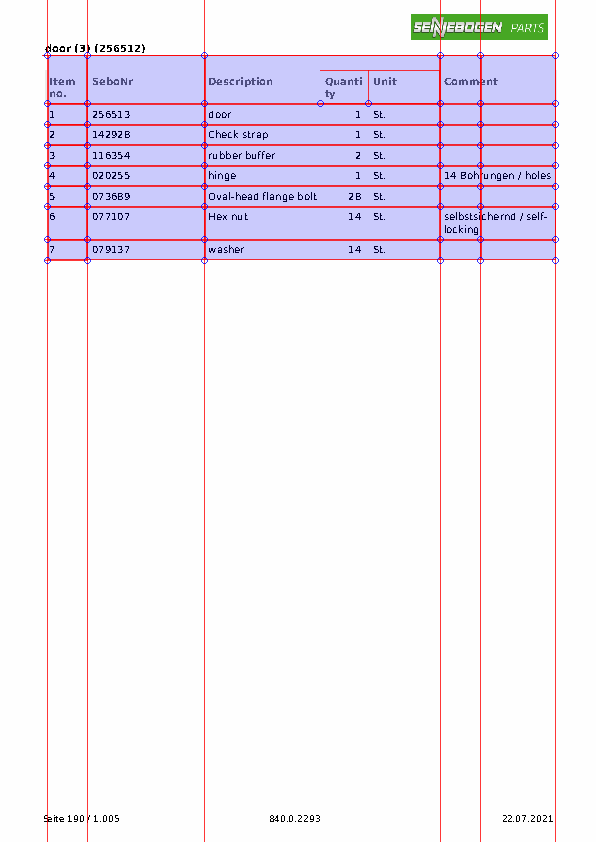 SENNEBOGEN PARTS
door (3) (256512)
Item no. SeboNr Description Quantity Unit Comment
1 256513 door 1 St.
2 142928 Check strap 1 St.
3 116354 rubber buffer 2 St.
4 020255 hinge 1 St. 14 Bohrungen / holes
5 073689 Oval-head flange bolt 28 St.
6 077107 Hex nut 14 St. selbstsichernd / self-
locking
7 079137 washer 14 St.
Seite 190 / 1.005 840.0.2293 22.07.2021